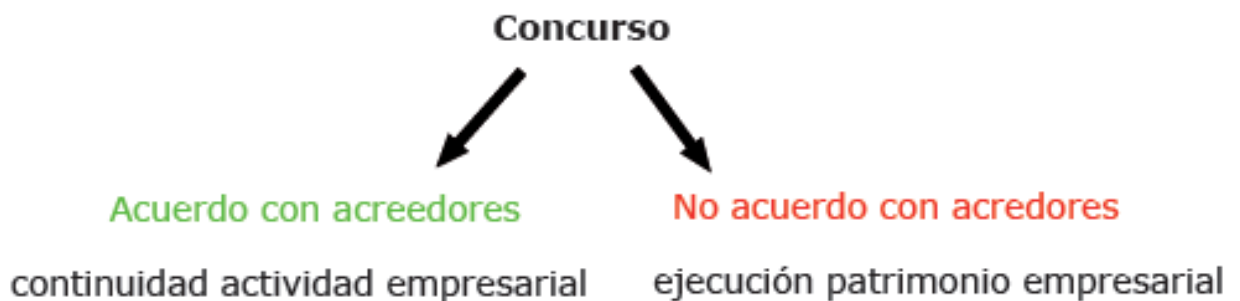 Concurso
Acuerdo con acreedores
No acuerdo con acredores
continuidad actividad empresarial
ejecución patrimonio empresarial